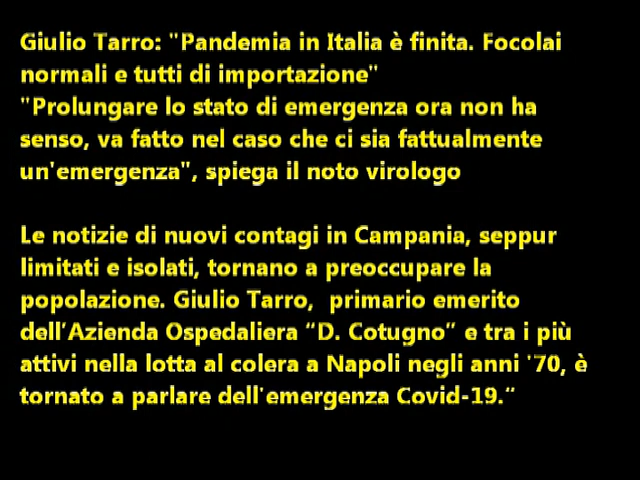 Giulio Tarro: "Pandemia in Italia è finita. Focolai
normali e tutti di importazione"
"Prolungare lo stato di emergenza ora non ha
senso, va fatto nel caso che ci sia fattualmente
un'emergenza", spiega il noto virologo
Le notizie di nuovi contagi in Campania, seppur
limitati e isolati, tornano a preoccupare la
popolazione. Giulio Tarro,  primario emerito
dell’Azienda Ospedaliera “D. Cotugno” e tra i più
attivi nella lotta al colera a Napoli negli anni '70, è
tornato a parlare dell'emergenza Covid-19.“